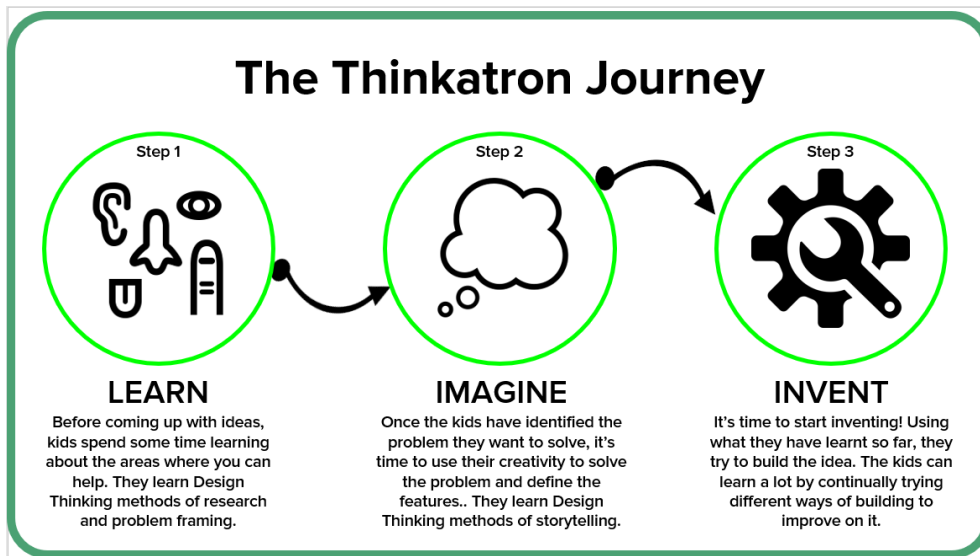 The Thinkatron Journey
Step 1
LEARN
Before coming up with ideas,
kids spend some time learning
about the areas where you can
help. They learn Design
Thinking methods of research
and problem framing.
Step 2
IMAGINE
Once the kids have identified the
problem they want to solve, it's
time to use their creativity to solve
the problem and define the
features.. They learn Design
Thinking methods of storytelling.
Step 3
INVENT
It's time to start inventing! Using
what they have learnt so far, they
try to build the idea. The kids can
learn a lot by continually trying
different ways of building to
improve on it.